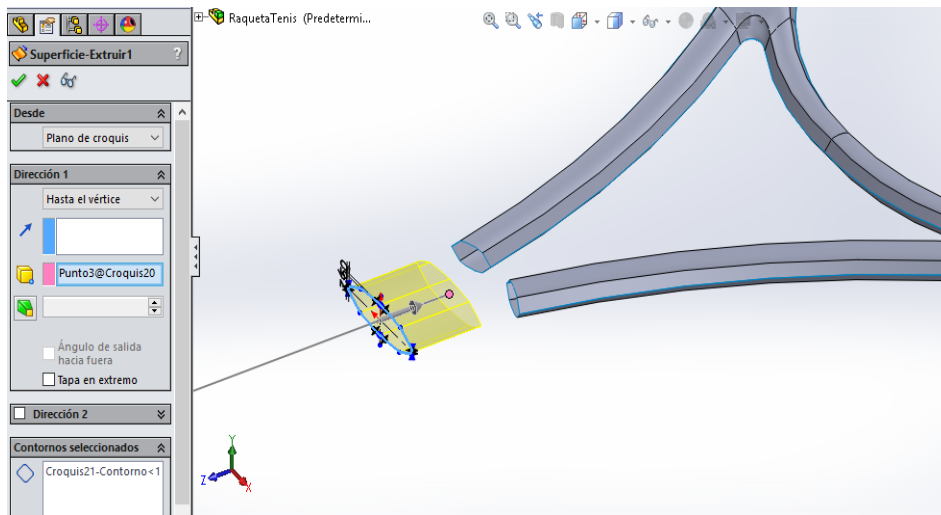 RaquetaTenis (Predetermi...
Superficie-Extruir1
?
Desde
Plano de croquis
Dirección 1
Hasta el vértice
Punto3@Croquis20
Ángulo de salida
hacia fuera
Tapa en extremo
Dirección 2
Contornos seleccionados
Croquis21-Contorno<1
Y
Z
X